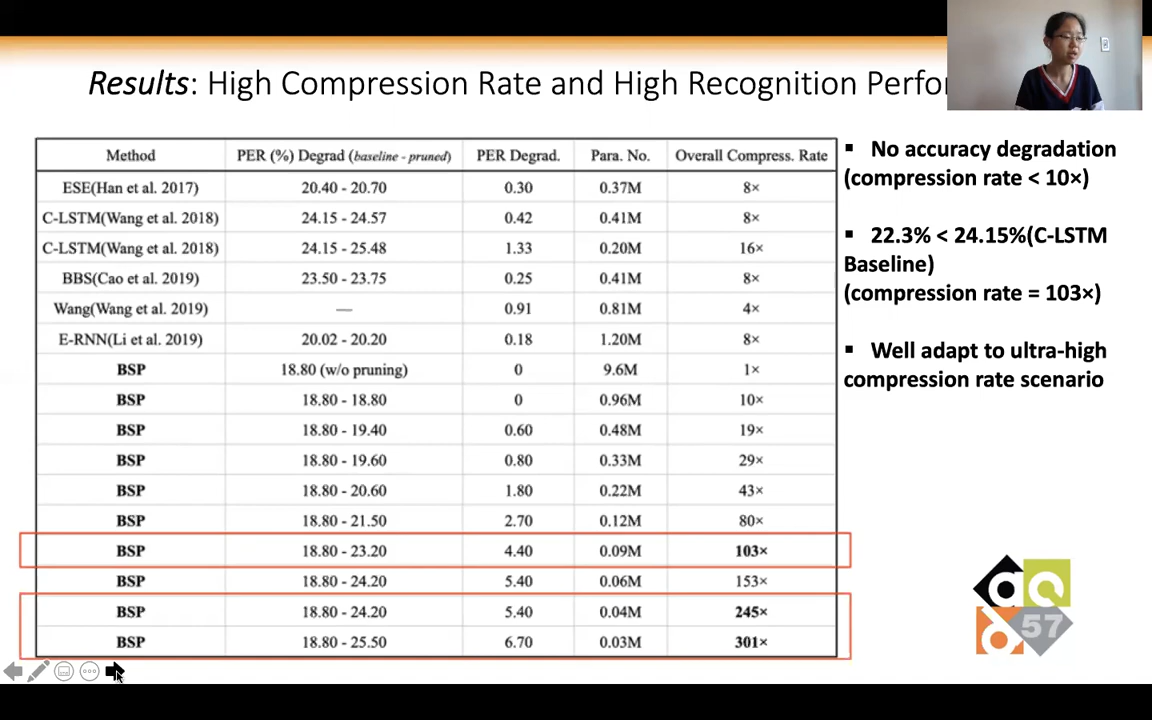 Results: High Compression Rate and High Recognition Perfo
Method PER (%) Degrad (baseline - pruned) PER Degrad. Para. No. Overall Compress. Rate
ESE(Han et al. 2017) 20.40 - 20.70 0.30 0.37M 8×
C-LSTM(Wang et al. 2018) 24.15 - 24.57 0.42 0.41M 8×
C-LSTM(Wang et al. 2018) 24.15 - 25.48 1.33 0.20M 16×
BBS(Cao et al. 2019) 23.50 - 23.75 0.25 0.41M 8×
Wang(Wang et al. 2019) — 0.91 0.81M 4×
E-RNN(Li et al. 2019) 20.02 - 20.20 0.18 1.20M 8×
BSP 18.80 (w/o pruning) 0 9.6M 1×
BSP 18.80 - 18.80 0 0.96M 10×
BSP 18.80 - 19.40 0.60 0.48M 19×
BSP 18.80 - 19.60 0.80 0.33M 29×
BSP 18.80 - 20.60 1.80 0.22M 43×
BSP 18.80 - 21.50 2.70 0.12M 80×
BSP 18.80 - 23.20 4.40 0.09M 103×
BSP 18.80 - 24.20 5.40 0.06M 153×
BSP 18.80 - 24.20 5.40 0.04M 245×
BSP 18.80 - 25.50 6.70 0.03M 301×
▪ No accuracy degradation
(compression rate < 10×)
▪ 22.3% < 24.15%(C-LSTM
Baseline)
(compression rate = 103×)
▪ Well adapt to ultra-high
compression rate scenario
57